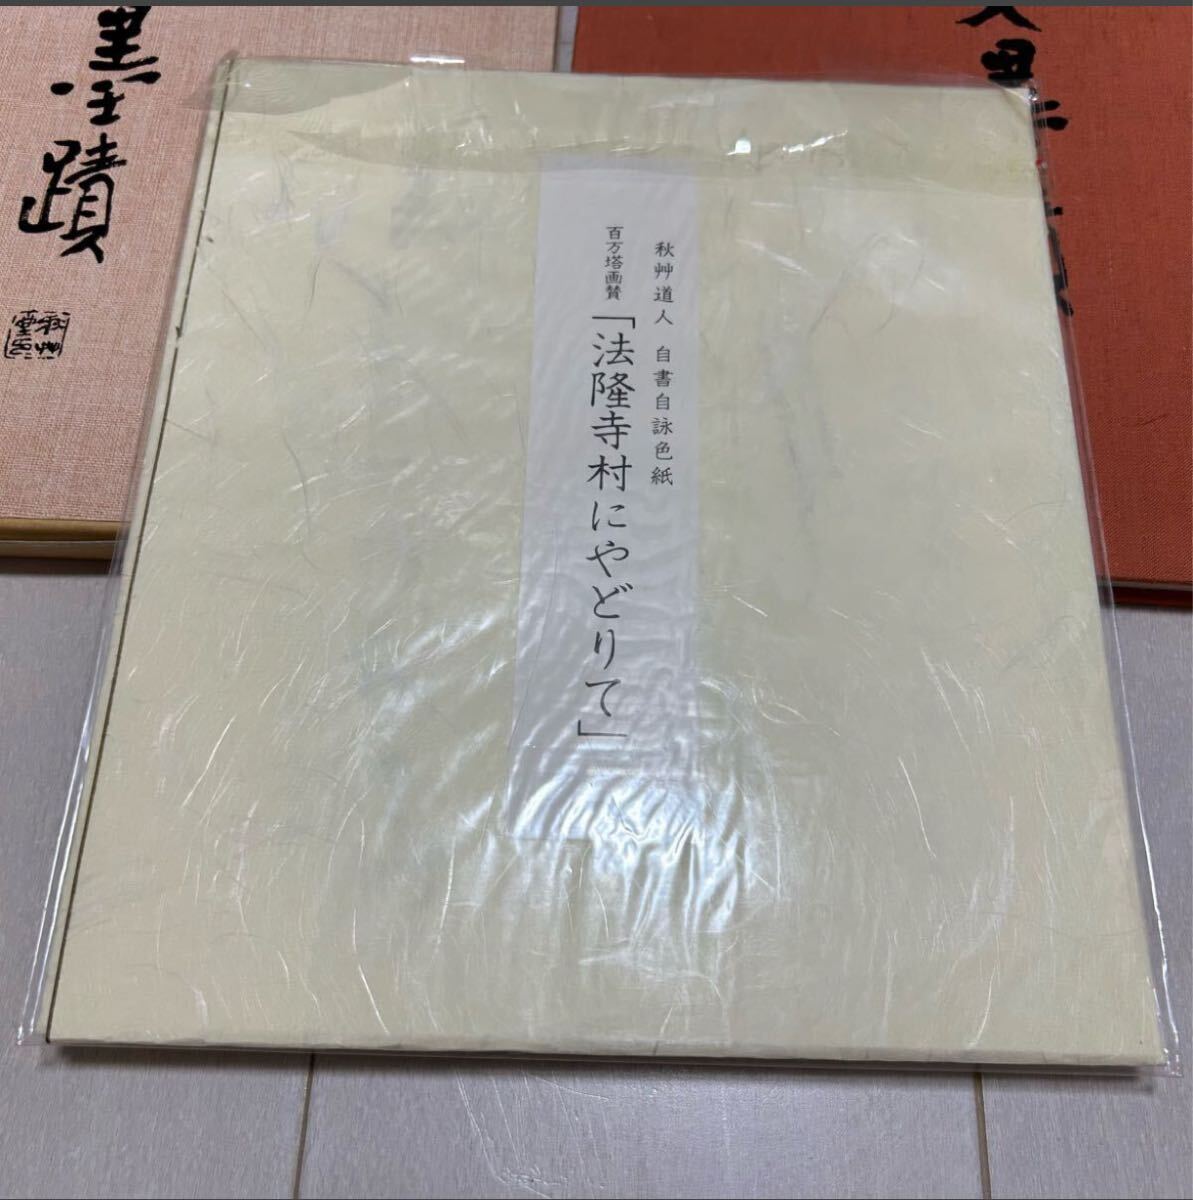 秋艸道人 自書自詠色紙
百万塔画賛「法隆寺村にやどりて」
墨蹟